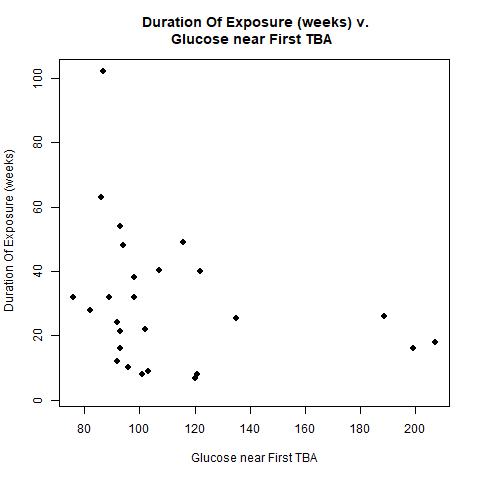 Duration Of Exposure (weeks) v.
Glucose near First TBA
Duration Of Exposure (weeks)
100
80
60
40
20
0
80 100 120 140 160 180 200
Glucose near First TBA